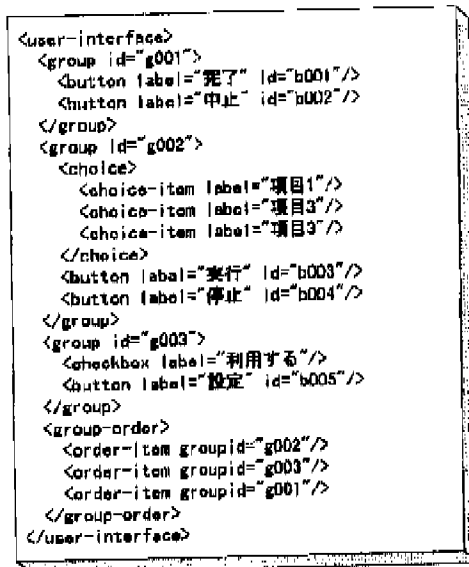 <user-interface>
<group id="g001">
<button label="完了" id="b001"/>
<button label="中止" id="b002"/>
</group>
<group id="g002">
<choice>
<choice-item label="項目1"/>
<choice-item label="項目3"/>
<choice-item label="項目3"/>
</choice>
<button label="実行" id="b003"/>
<button label="停止" id="b004"/>
</group>
<group id="g003">
<checkbox label="利用する"/>
<button label="設定" id="b005"/>
</group>
<group-order>
<order-item groupid="g002"/>
<order-item groupid="g003"/>
<order-item groupid="g001"/>
</group-order>
</user-interface>